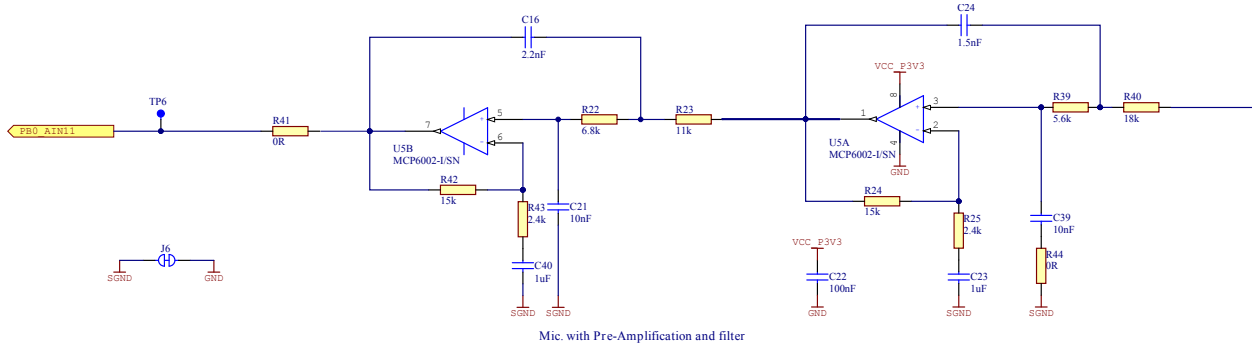 C16
2.2nF
C24
1.5nF
VCC_P3V3
TP6
PB0_AIN11
R41
0R
7
5
6
+
-
U5B
MCP6002-I/SN
R22
6.8k
R23
11k
8
1
3
2
4
+
-
U5A
MCP6002-I/SN
GND
R39
5.6k
R40
18k
R42
15k
R43
2.4k
C21
10nF
R24
15k
R25
2.4k
C39
10nF
R44
0R
J6
SGND
GND
C40
1uF
SGND
SGND
VCC_P3V3
C22
100nF
GND
C23
1uF
SGND
SGND
Mic. with Pre-Amplification and filter